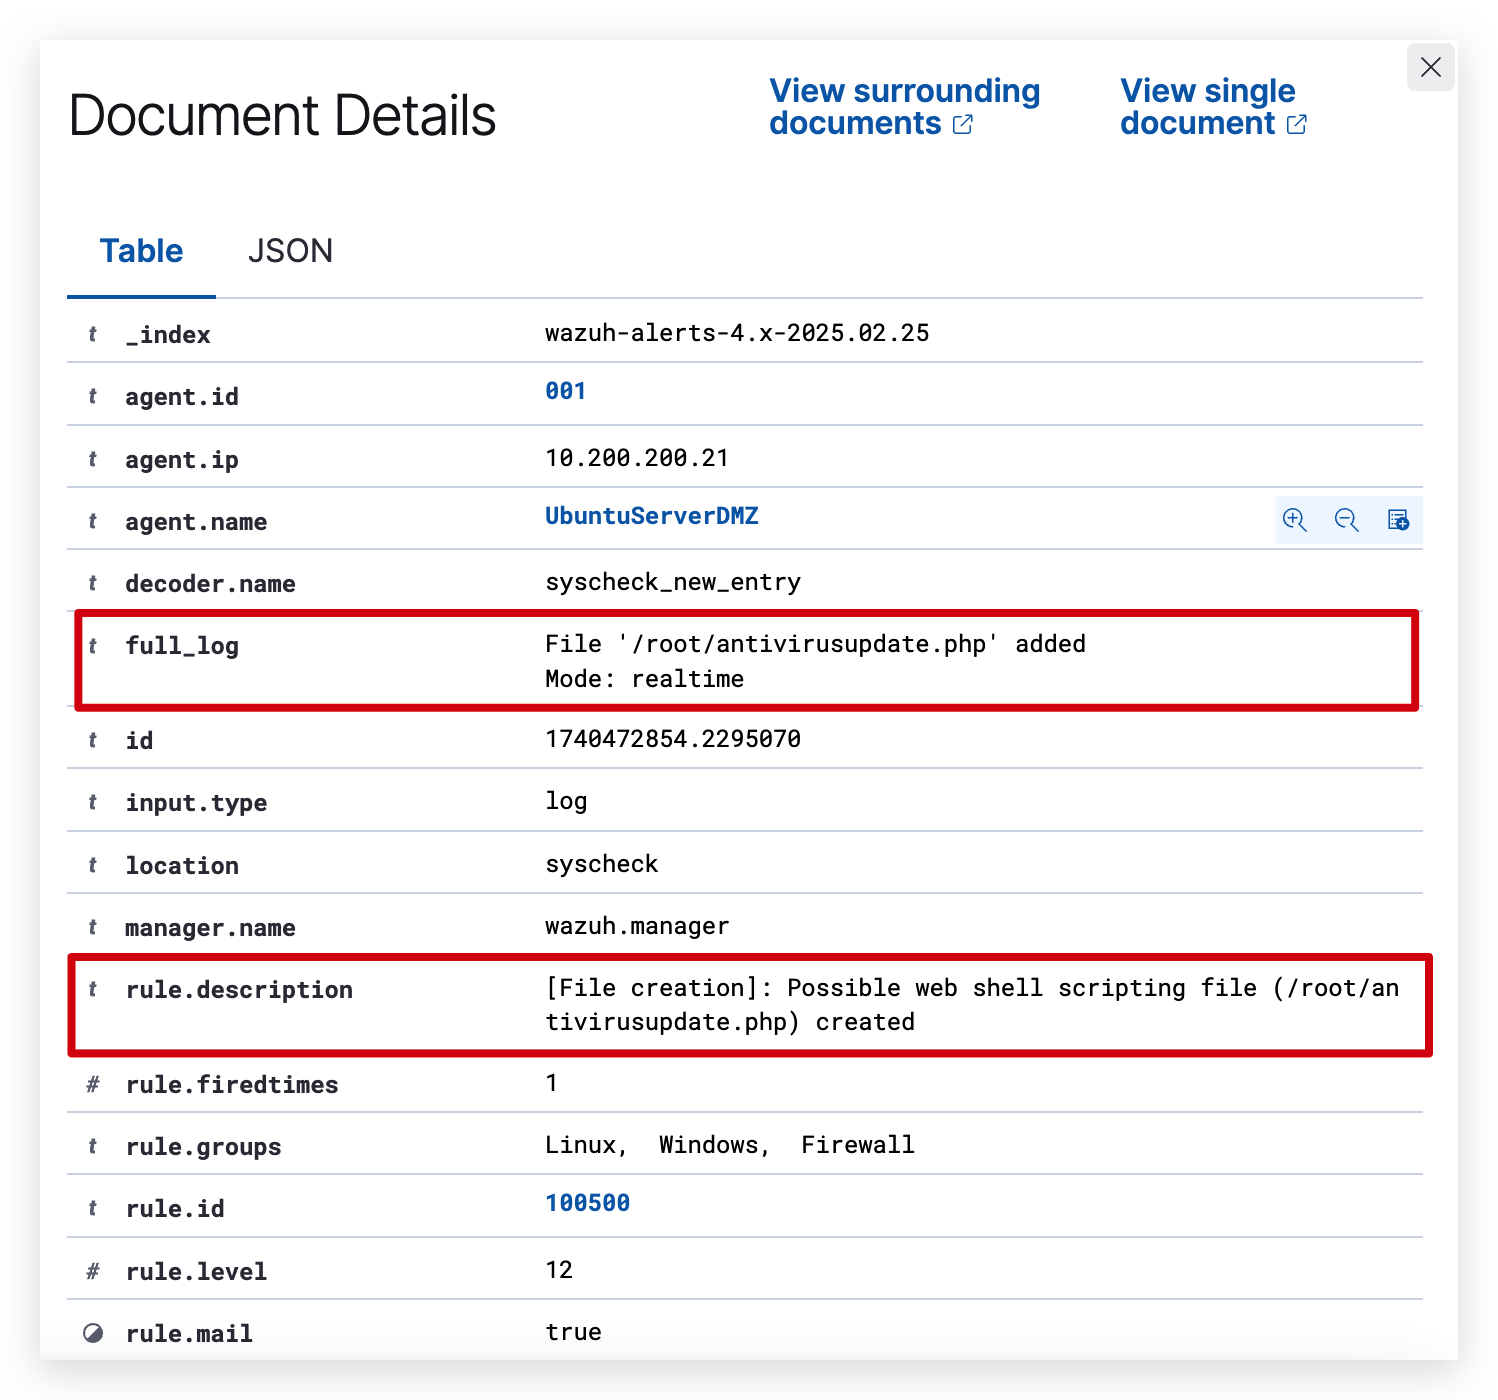 Document Details
View surrounding
documents
View single
document
Table JSON
t _index wazuh-alerts-4.x-2025.02.25
t agent.id 001
t agent.ip 10.200.200.21
t agent.name UbuntuServerDMZ
t decoder.name syscheck_new_entry
t full_log File '/root/antivirusupdate.php' added
Mode: realtime
t id 1740472854.2295070
t input.type log
t location syscheck
t manager.name wazuh.manager
t rule.description [File creation]: Possible web shell scripting file (/root/an
tivirusupdate.php) created
# rule.firedtimes 1
t rule.groups Linux, Windows, Firewall
t rule.id 100500
# rule.level 12
rule.mail true